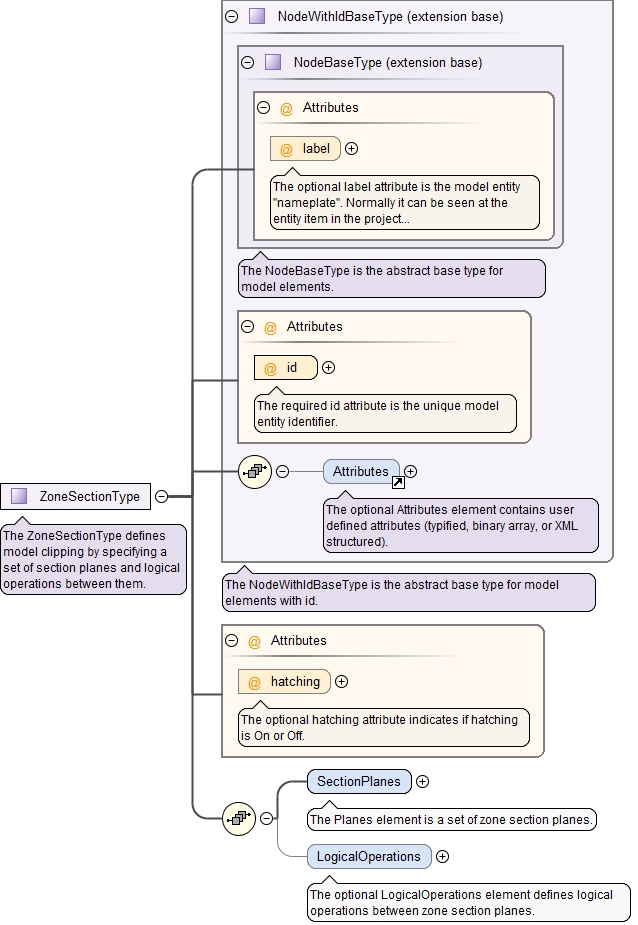 NodeWithIdBaseType (extension base)
NodeBaseType (extension base)
@ Attributes
@ label
The optional label attribute is the model entity
"nameplate". Normally it can be seen at the
entity item in the project...
The NodeBaseType is the abstract base type for
model elements.
@ Attributes
@ id
The required id attribute is the unique model
entity identifier.
Attributes
The optional Attributes element contains user
defined attributes (typified, binary array, or XML
structured).
ZoneSectionType
The ZoneSectionType defines
model clipping by specifying a
set of section planes and logical
operations between them.
The NodeWithIdBaseType is the abstract base type for model
elements with id.
@ Attributes
@ hatching
The optional hatching attribute indicates if hatching
is On or Off.
SectionPlanes
The Planes element is a set of zone section planes.
LogicalOperations
The optional LogicalOperations element defines logical
operations between zone section planes.